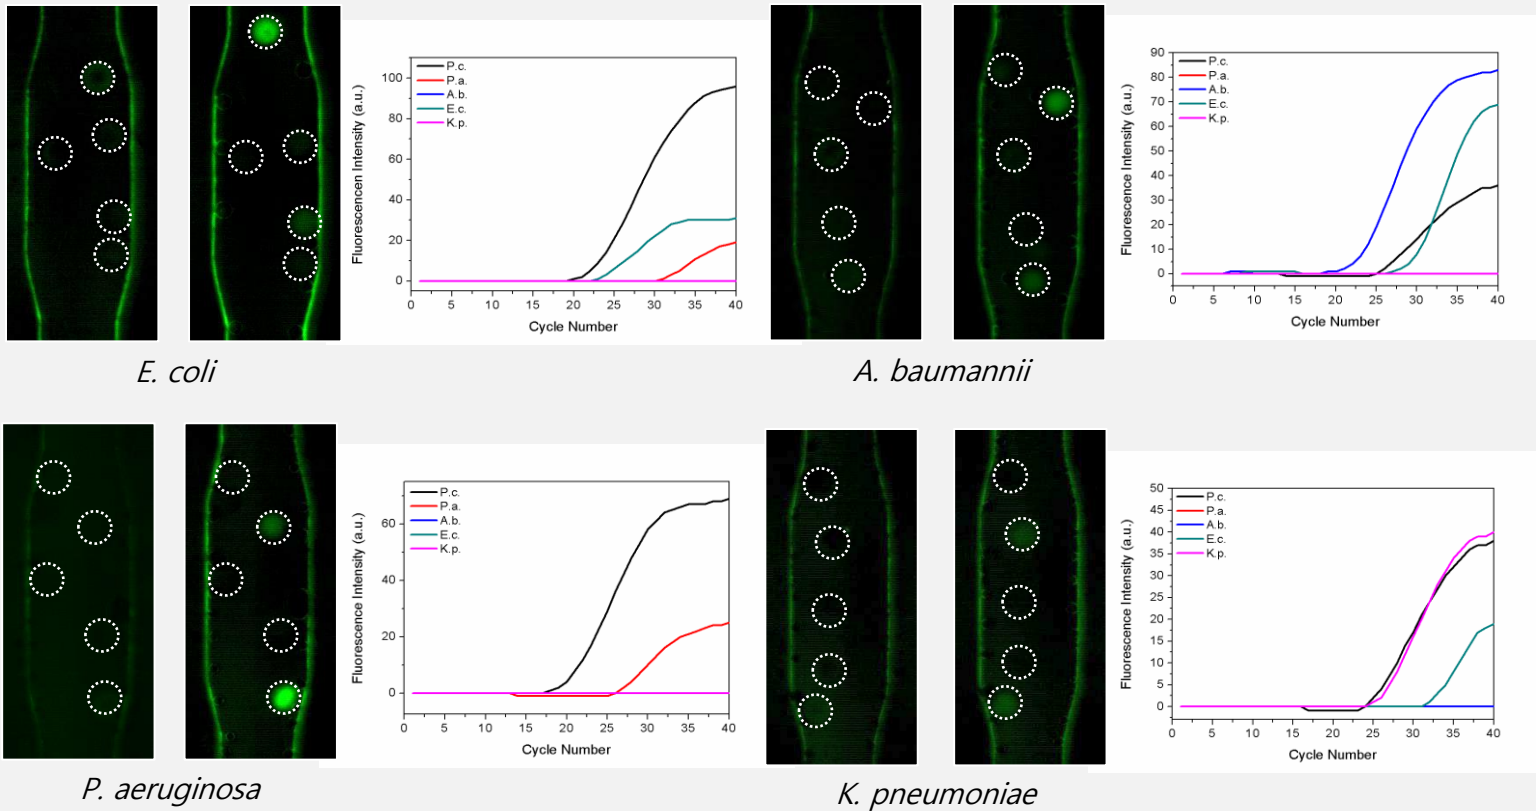 P.c.
P.a.
A.b.
E.c.
K.p.
Fluorescencen Intensity (a.u.)
100
80
60
40
20
0
0 5 10 15 20 25 30 35 40
Cycle Number
E. coli
P.c.
P.a.
A.b.
E.c.
K.p.
Fluorescence Intensity (a.u.)
90
80
70
60
50
40
30
20
10
0
0 5 10 15 20 25 30 35 40
Cycle Number
A. baumannii
P.c.
P.a.
A.b.
E.c.
K.p.
Fluorescence Intensity (a.u.)
60
40
20
0
0 5 10 15 20 25 30 35 40
Cycle Number
P. aeruginosa
P.c.
P.a.
A.b.
E.c.
K.p.
Fluorescence Intensity (a.u.)
50
45
40
35
30
25
20
15
10
5
0
0 5 10 15 20 25 30 35 40
Cycle Number
K. pneumoniae